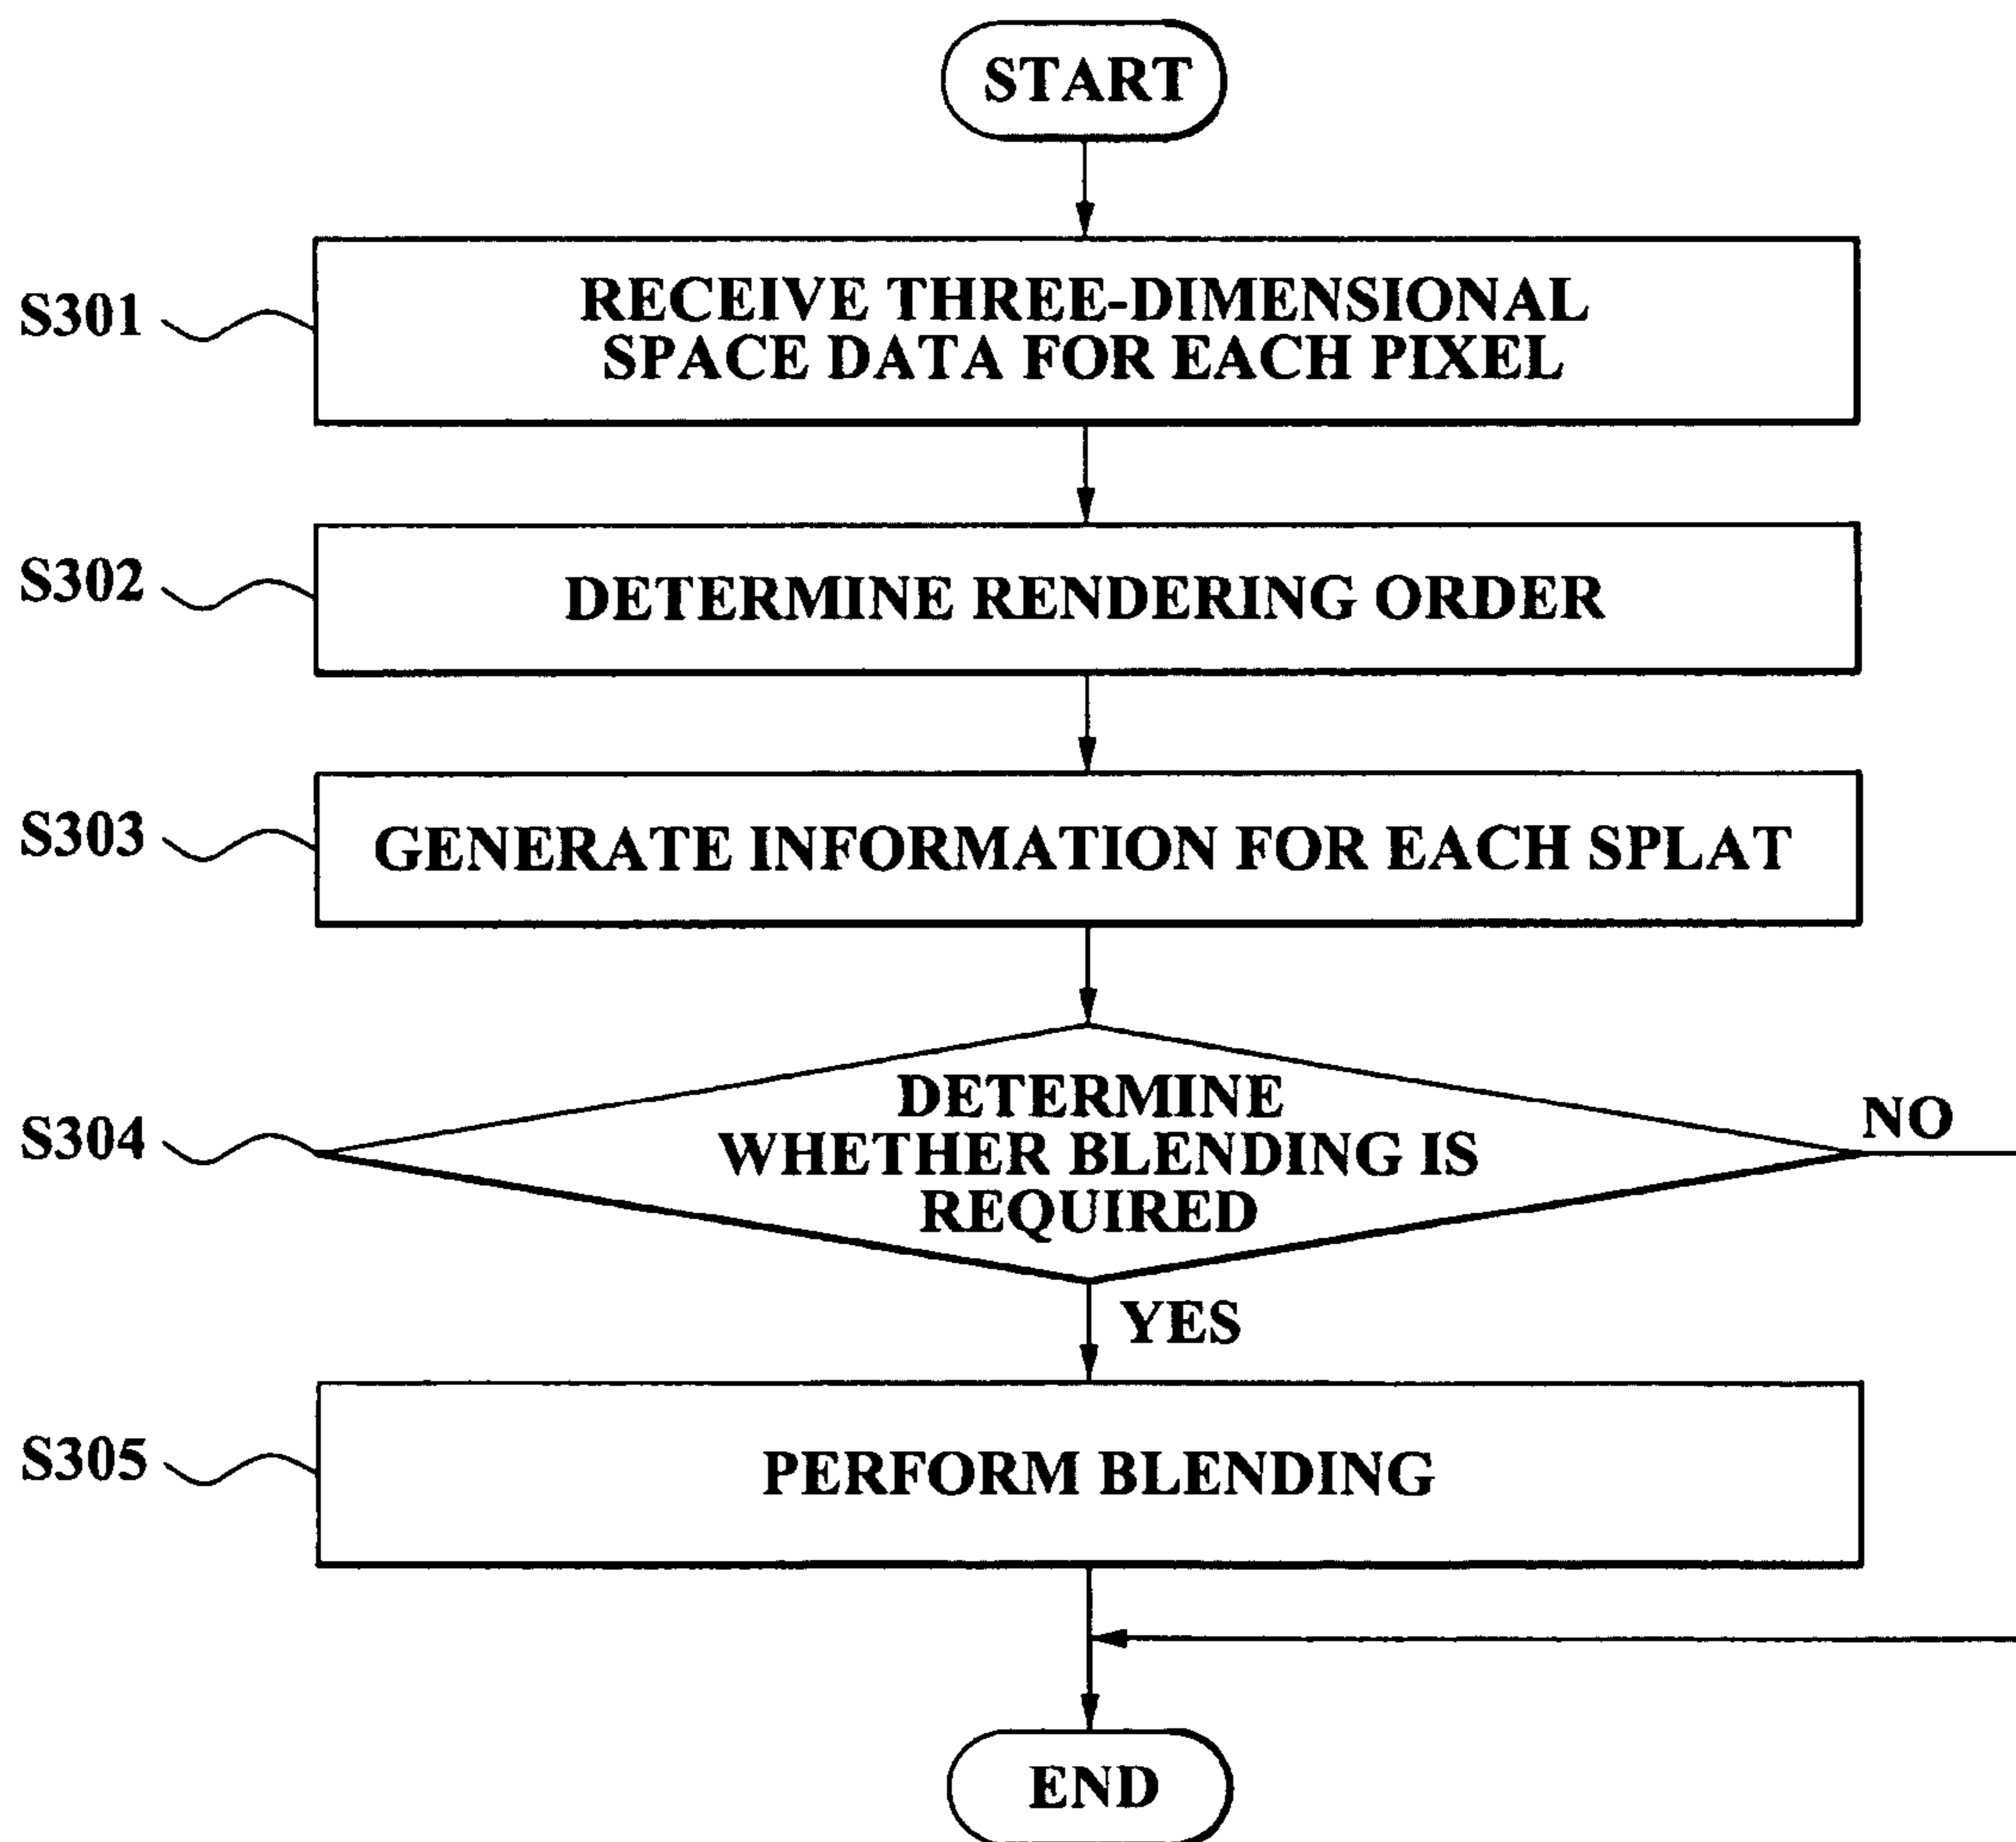 START
S301
RECEIVE THREE-DIMENSIONAL
SPACE DATA FOR EACH PIXEL
S302
DETERMINE RENDERING ORDER
S303
GENERATE INFORMATION FOR EACH SPLAT
S304
DETERMINE
WHETHER BLENDING IS
REQUIRED
NO
YES
S305
PERFORM BLENDING
END